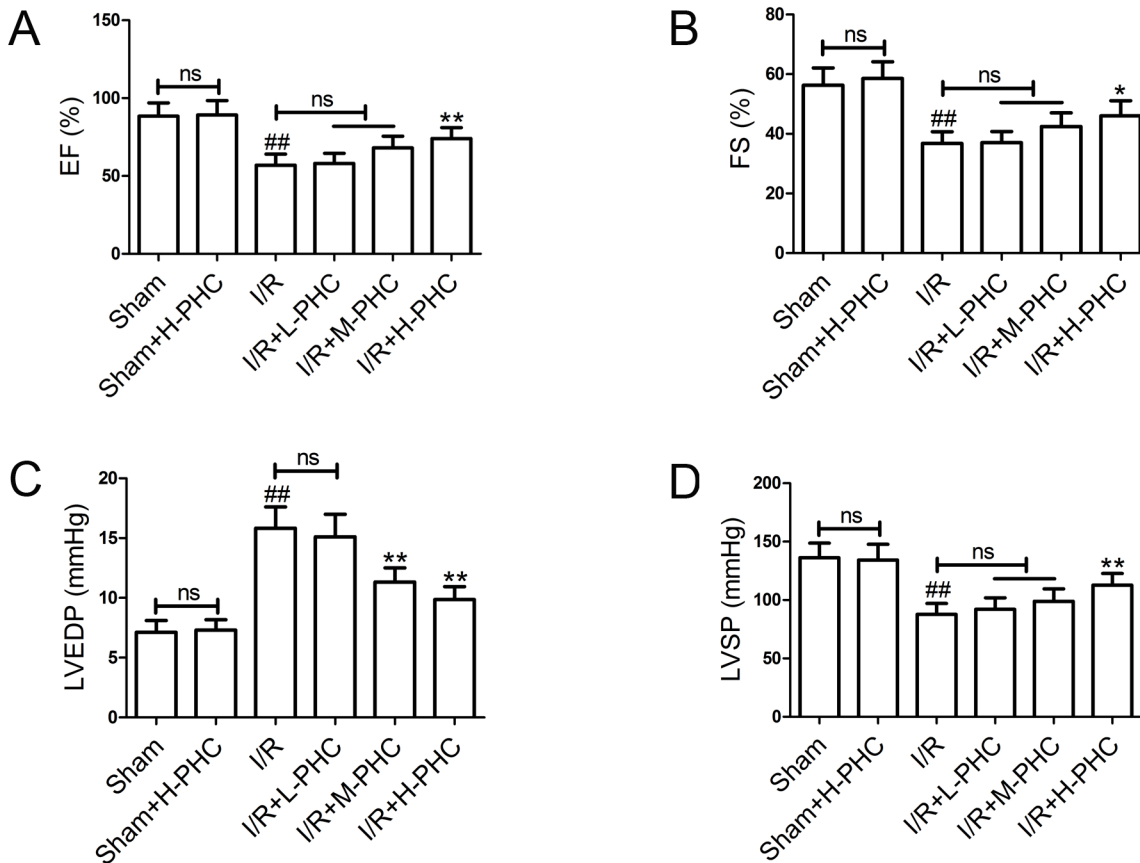 A
EF (%)
150
100
50
0
ns
ns
##
**
Sham
Sham+H-PHC
I/R
I/R+L-PHC
I/R+M-PHC
I/R+H-PHC
B
FS (%)
80
60
40
20
0
ns
ns
##
*
Sham
Sham+H-PHC
I/R
I/R+L-PHC
I/R+M-PHC
I/R+H-PHC
C
LVEDP (mmHg)
20
15
10
5
0
ns
ns
##
**
**
Sham
Sham+H-PHC
I/R
I/R+L-PHC
I/R+M-PHC
I/R+H-PHC
D
LVSP (mmHg)
200
150
100
50
0
ns
ns
##
**
Sham
Sham+H-PHC
I/R
I/R+L-PHC
I/R+M-PHC
I/R+H-PHC